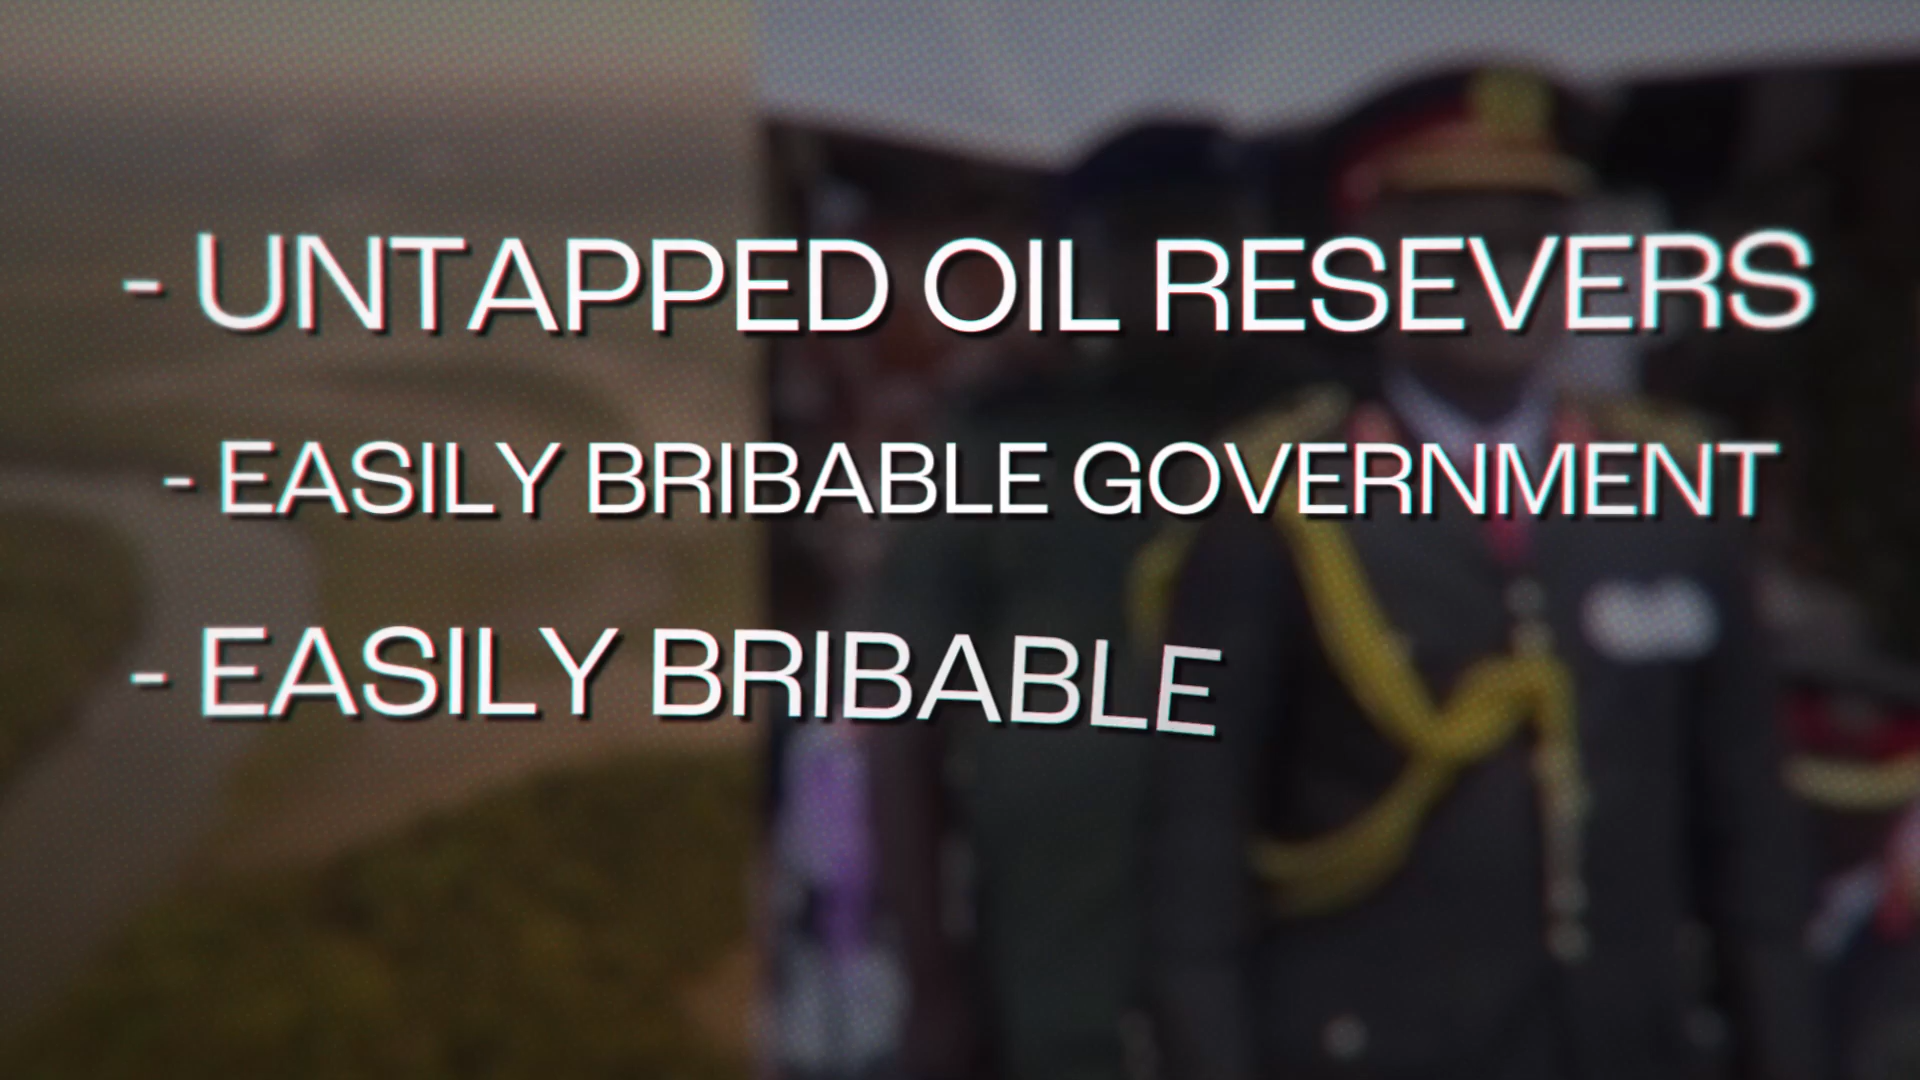 - UNTAPPED OIL RESEVERS
- EASILY BRIBABLE GOVERNMENT
- EASILY BRIBABLE